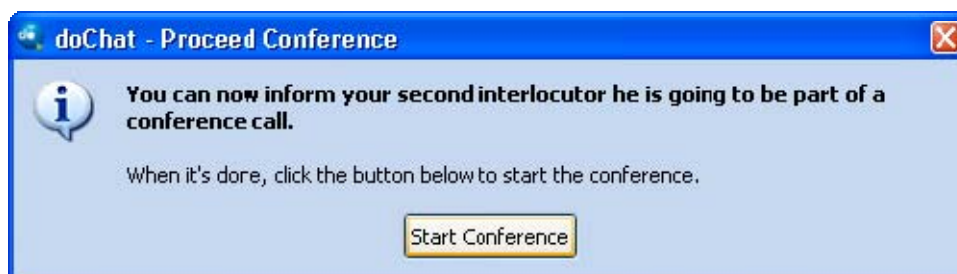 doChat - Proceed Conference
You can now inform your second interlocutor he is going to be part of a
conference call.
When it's done, click the button below to start the conference.
Start Conference